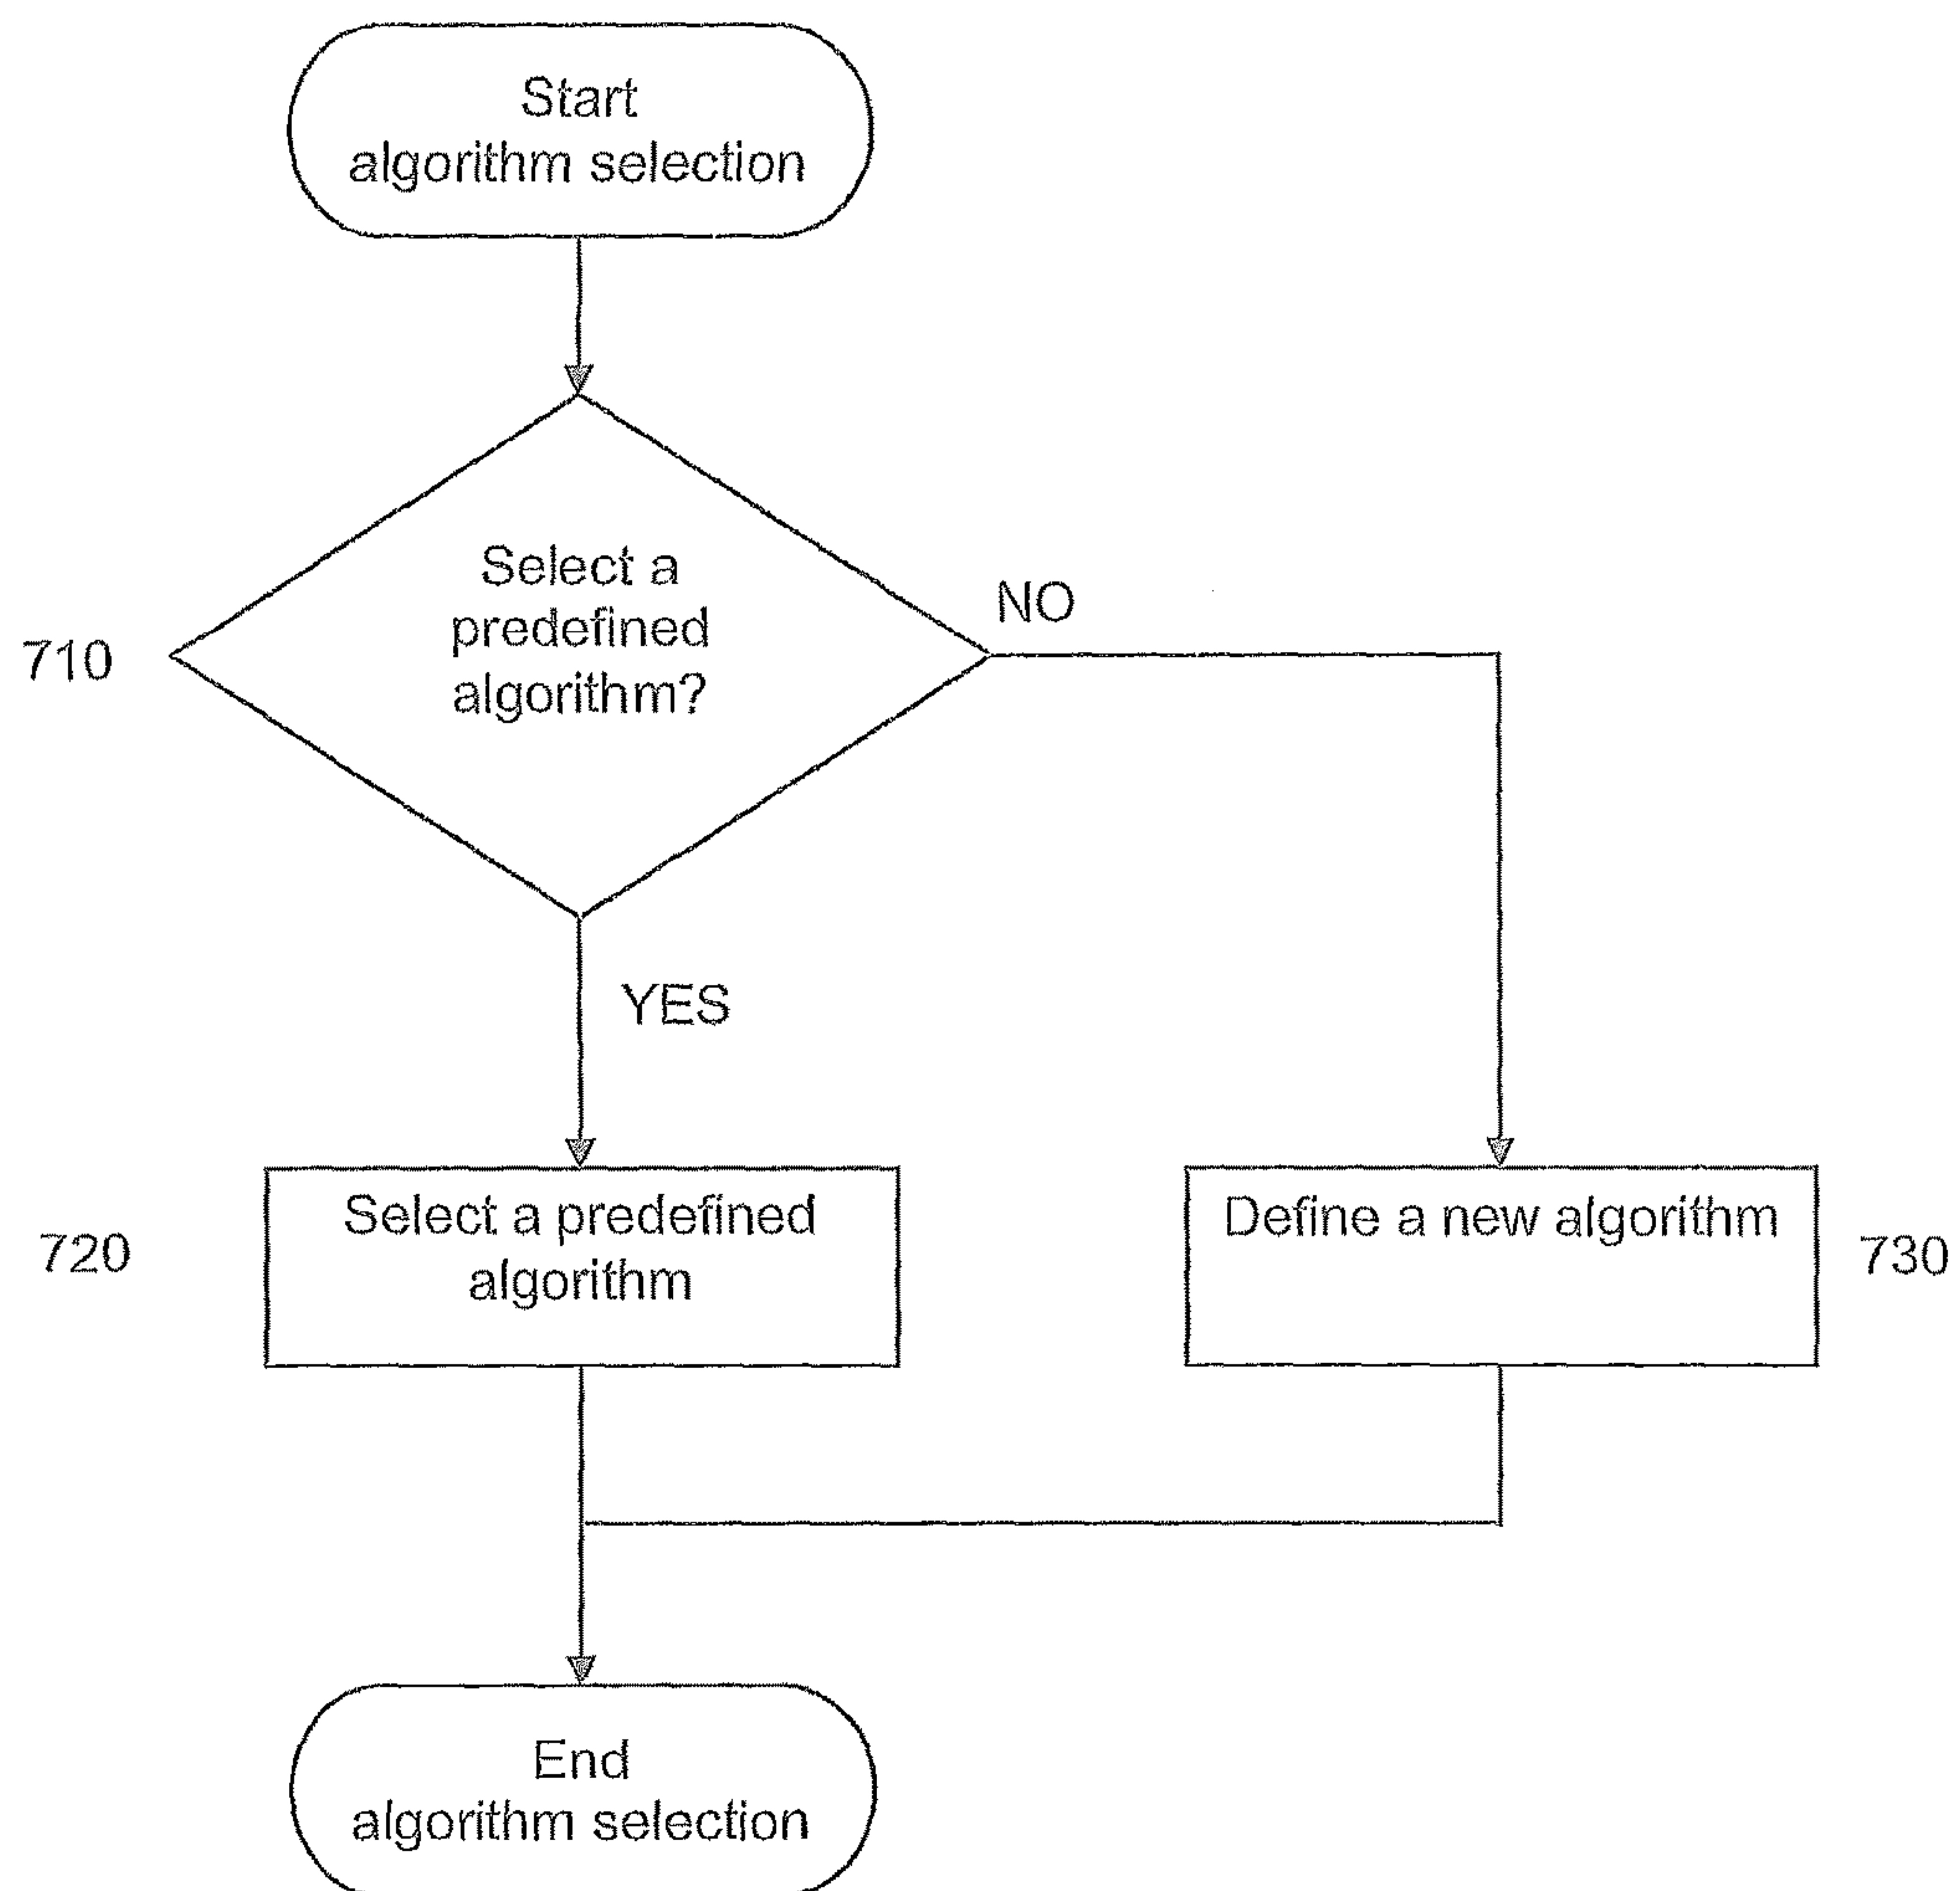 Start
algorithm selection
Select a
predefined
algorithm?
NO
710
YES
Select a predefined
algorithm
720
Define a new algorithm
730
End
algorithm selection